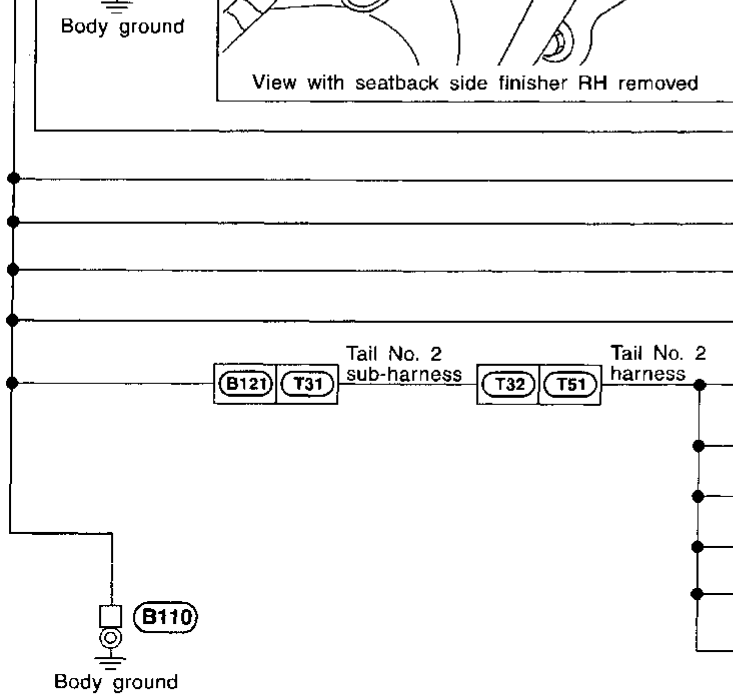 Body ground
View with seatback side finisher RH removed
Tail No. 2
sub-harness
Tail No. 2
harness
B121 T31 T32 T51
B110
Body ground